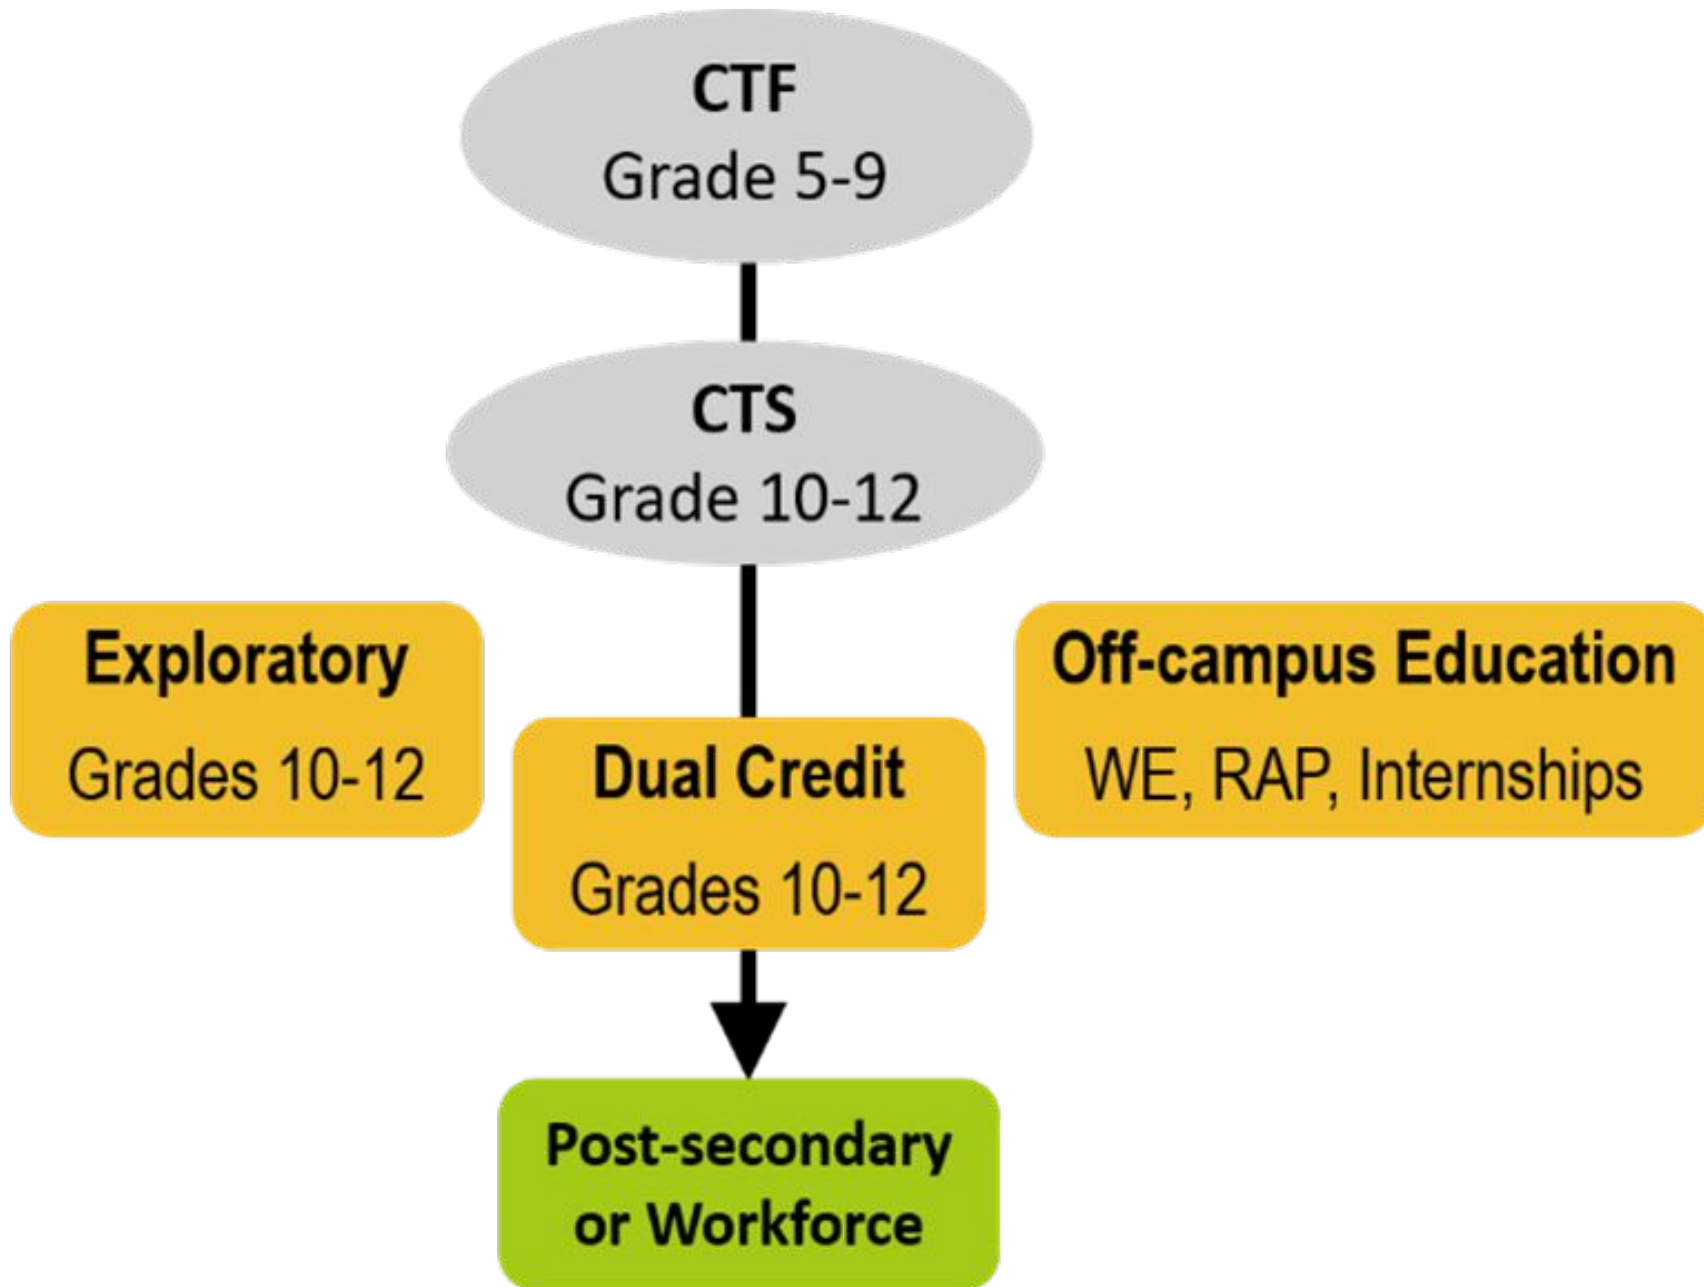 CTF
Grade 5-9
CTS
Grade 10-12
Exploratory
Grades 10-12
Dual Credit
Grades 10-12
Off-campus Education
WE, RAP, Internships
Post-secondary
or Workforce